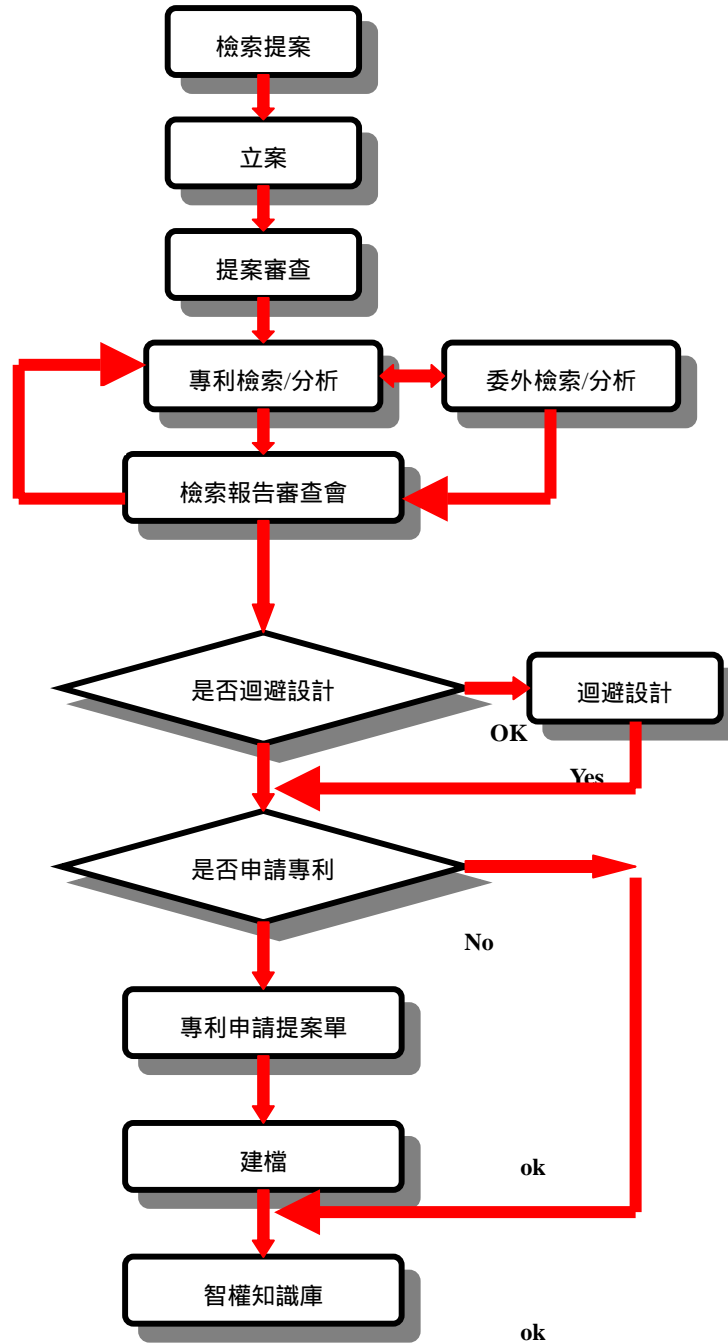 檢索提案
立案
提案審查
專利檢索/分析
委外檢索/分析
檢索報告審查會
是否迴避設計
迴避設計
OK
Yes
是否申請專利
No
專利申請提案單
建檔
ok
智權知識庫
ok